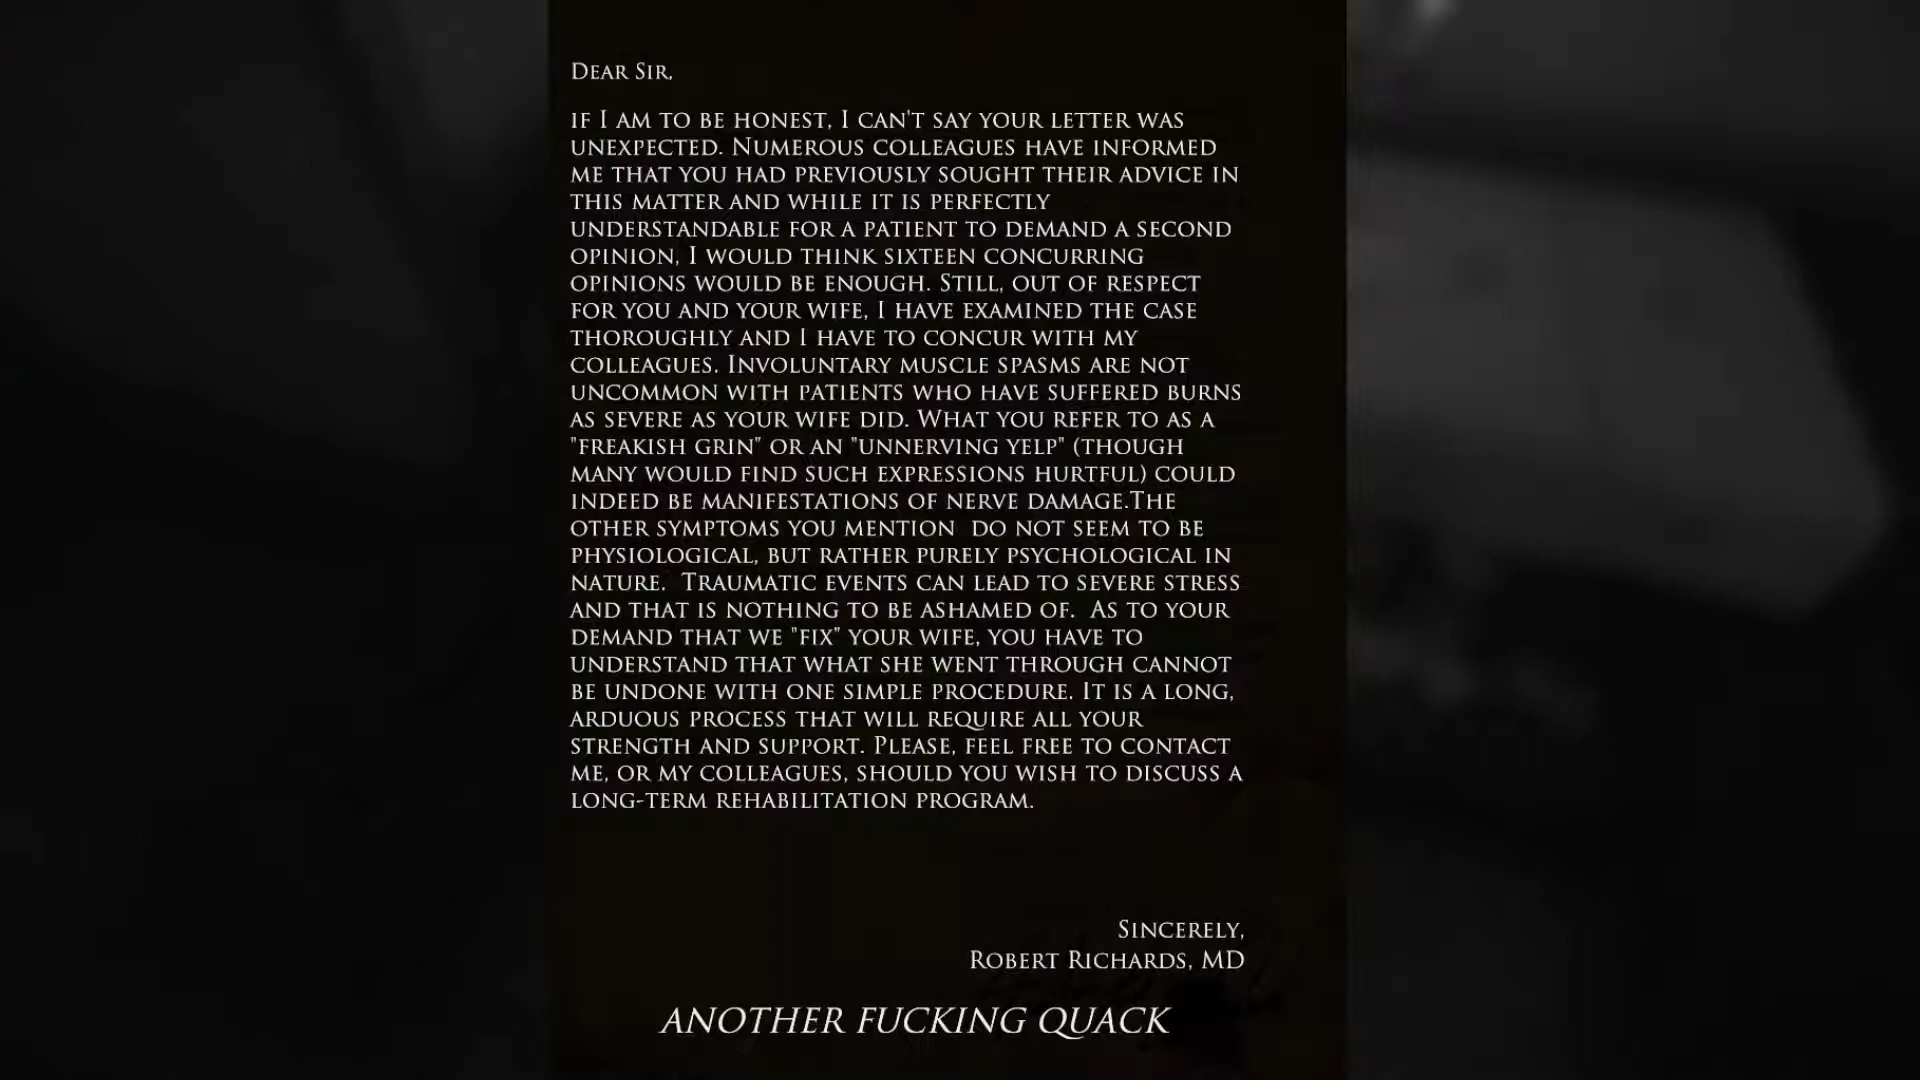 Dear Sir,
if I am to be honest, I can't say your letter was
unexpected. Numerous colleagues have informed
me that you had previously sought their advice in
this matter and while it is perfectly
understandable for a patient to demand a second
opinion, I would think sixteen concurring
opinions would be enough. Still, out of respect
for you and your wife, I have examined the case
thoroughly and I have to concur with my
colleagues. Involuntary muscle spasms are not
uncommon with patients who have suffered burns
as severe as your wife did. What you refer to as a
"freakish grin" or an "unnerving yelp" (though
many would find such expressions hurtful) could
indeed be manifestations of nerve damage.The
other symptoms you mention  do not seem to be
physiological, but rather purely psychological in
nature.  Traumatic events can lead to severe stress
and that is nothing to be ashamed of.  As to your
demand that we "fix" your wife, you have to
understand that what she went through cannot
be undone with one simple procedure. It is a long,
arduous process that will require all your
strength and support. Please, feel free to contact
me, or my colleagues, should you wish to discuss a
long-term rehabilitation program.
Sincerely,
Robert Richards, MD
ANOTHER FUCKING QUACK